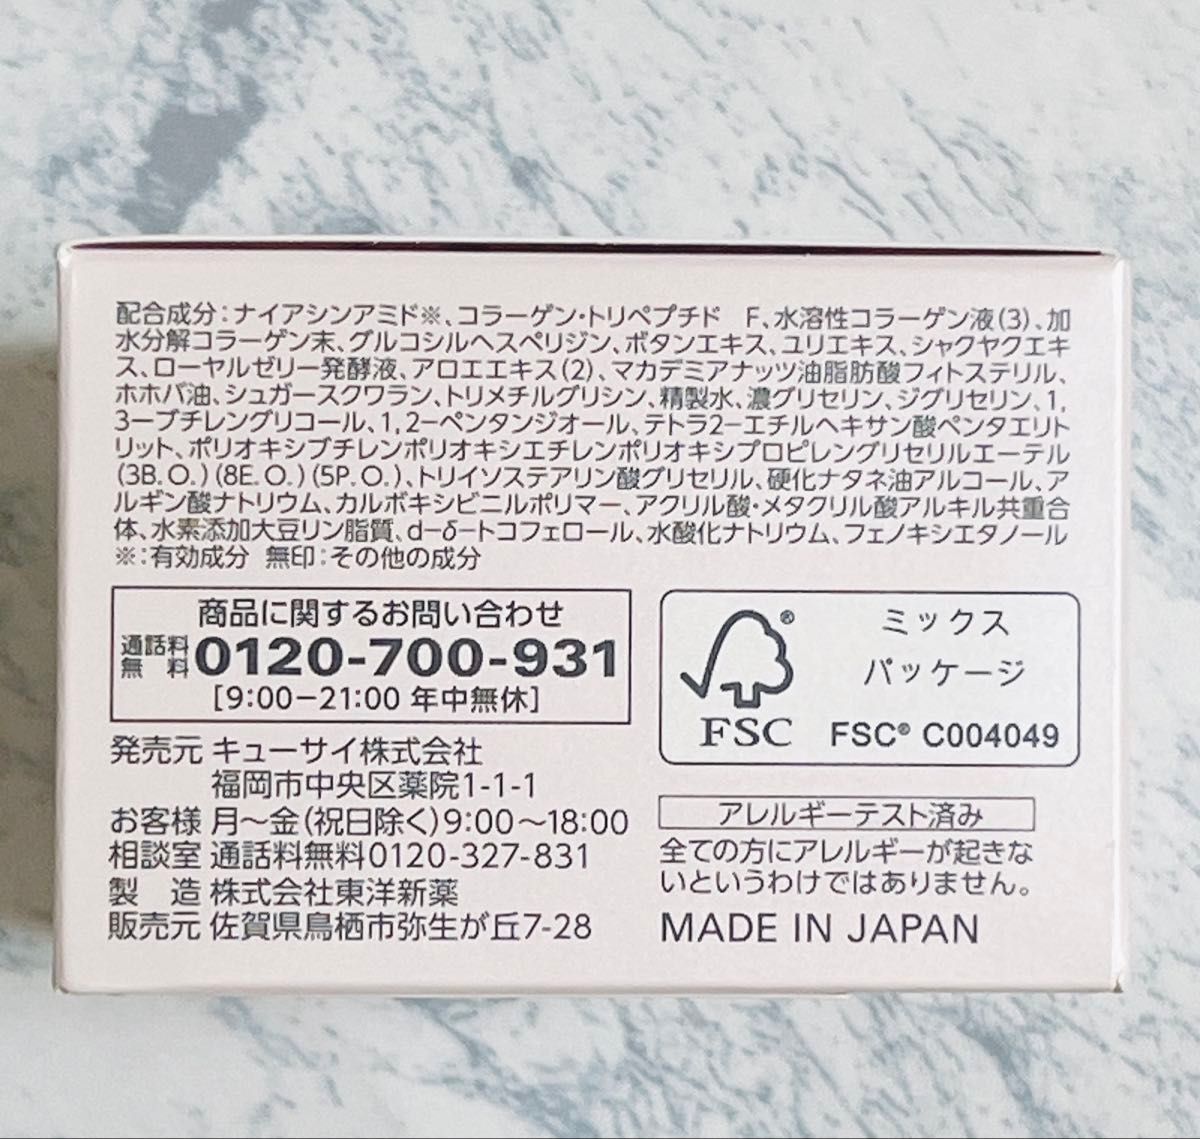 配合成分：ナイアシンアミド※、コラーゲン・トリペプチド　F、水溶性コラーゲン液(3)、加
水分解コラーゲン末、グルコシルヘスペリジン、ボタンエキス、ユリエキス、シャクヤクエキ
ス、ローヤルゼリー発酵液、アロエエキス(2)、マカデミアナッツ油脂肪酸フィトステリル、
ホホバ油、シュガースクワラン、トリメチルグリシン、精製水、濃グリセリン、ジグリセリン、1,
3ーブチレングリコール、1,2ーペンタンジオール、テトラ2ーエチルヘキサン酸ペンタエリト
リット、ポリオキシブチレンポリオキシエチレンポリオキシプロピレングリセリルエーテル
(3B.O.)(8E.O.)(5P.O.)、トリイソステアリン酸グリセリル、硬化ナタネ油アルコール、ア
ルギン酸ナトリウム、カルボキシビニルポリマー、アクリル酸・メタクリル酸アルキル共重合
体、水素添加大豆リン脂質、dーδートコフェロール、水酸化ナトリウム、フェノキシエタノール
※：有効成分　無印：その他の成分
商品に関するお問い合わせ
通話料無料 0120-700-931
[9:00−21:00 年中無休]
発売元 キューサイ株式会社
福岡市中央区薬院1-1-1
お客様 月〜金(祝日除く)9:00〜18:00
相談室 通話料無料0120-327-831
製　造 株式会社東洋新薬
販売元 佐賀県鳥栖市弥生が丘7-28
®
FSC
ミックス
パッケージ
FSC® C004049
アレルギーテスト済み
全ての方にアレルギーが起きな
いというわけではありません。
MADE IN JAPAN